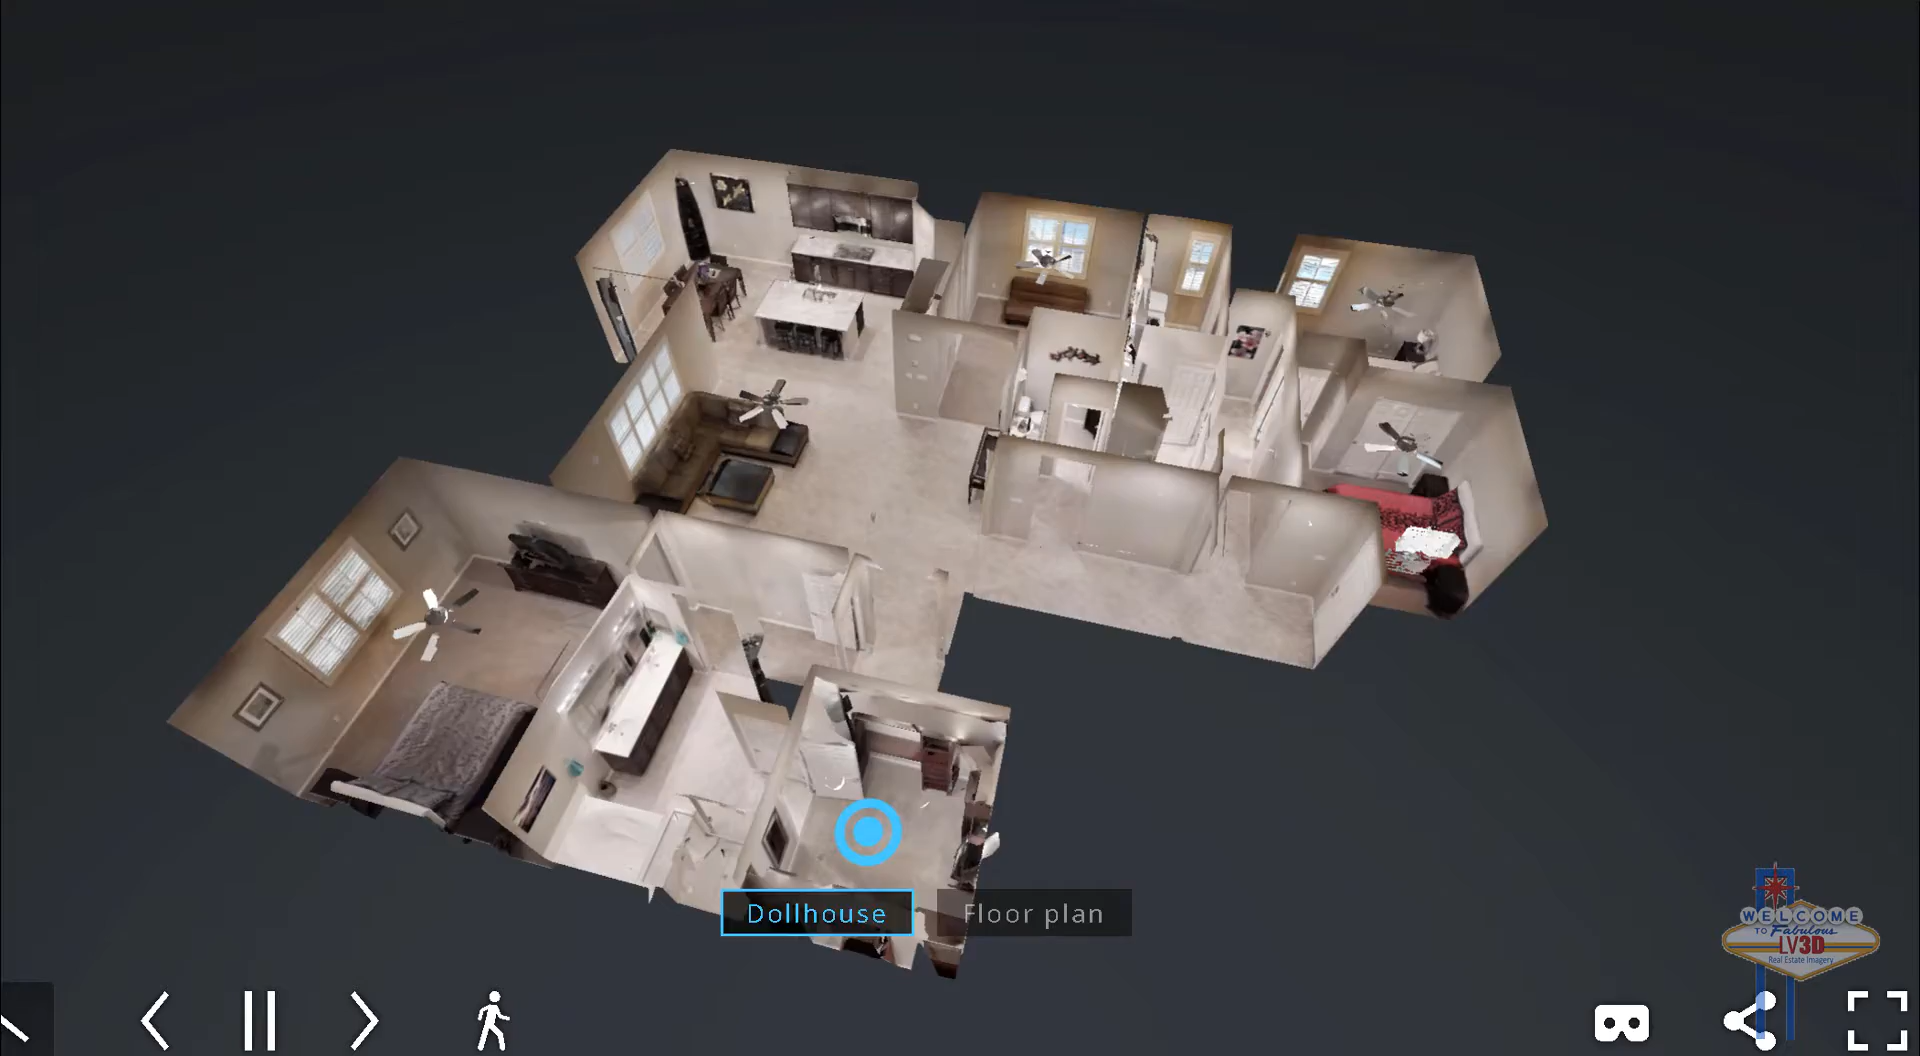 Dollhouse
Floor plan
WELCOME
TO Fabulous
LV3D
Real Estate Imagery